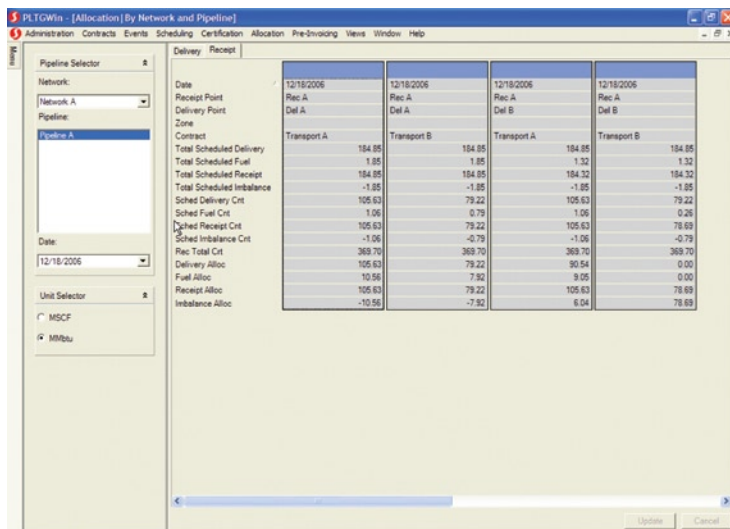 PLTGWin - [Allocation|By Network and Pipeline]
Administration Contracts Events Scheduling Certification Allocation Pre-Invoicing Views Window Help
Menu
Pipeline Selector
Network:
Network A
Pipeline:
Pipeline A
Date:
12/18/2006
Unit Selector
MSCF
MMbtu
Delivery Receipt
Date 12/18/2006 12/18/2006 12/18/2006 12/18/2006
Receipt Point Rec A Rec A Rec A Rec A
Delivery Point Del A Del A Del B Del B
Zone
Contract Transport A Transport B Transport A Transport B
Total Scheduled Delivery 184.85 184.85 184.85 184.85
Total Scheduled Fuel 1.85 1.85 1.32 1.32
Total Scheduled Receipt 184.85 184.85 184.32 184.32
Total Scheduled Imbalance -1.85 -1.85 -1.85 -1.85
Sched Delivery Cnt 105.63 79.22 105.63 79.22
Sched Fuel Cnt 1.06 0.79 1.06 0.26
Sched Receipt Cnt 105.63 79.22 105.63 78.69
Sched Imbalance Cnt -1.06 -0.79 -1.06 -0.79
Rec Total Crt 369.70 369.70 369.70 369.70
Delivery Alloc 105.63 79.22 90.54 0.00
Fuel Alloc 10.56 7.92 9.05 0.00
Receipt Alloc 105.63 79.22 105.63 78.69
Imbalance Alloc -10.56 -7.92 6.04 78.69
Update Cancel